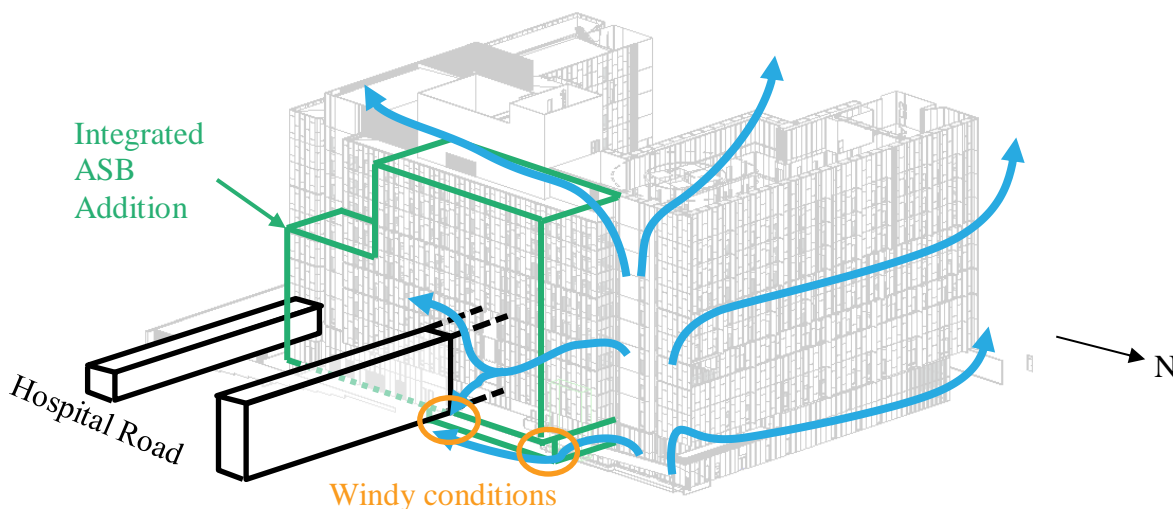 Integrated
ASB
Addition
N
Hospital Road
Windy conditions